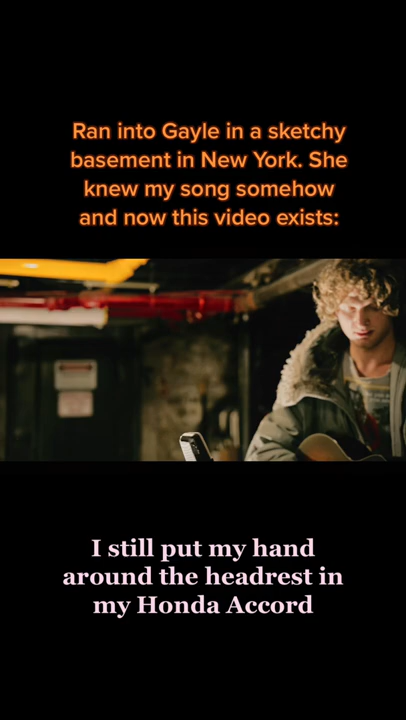 Ran into Gayle in a sketchy
basement in New York. She
knew my song somehow
and now this video exists:
I still put my hand
around the headrest in
my Honda Accord